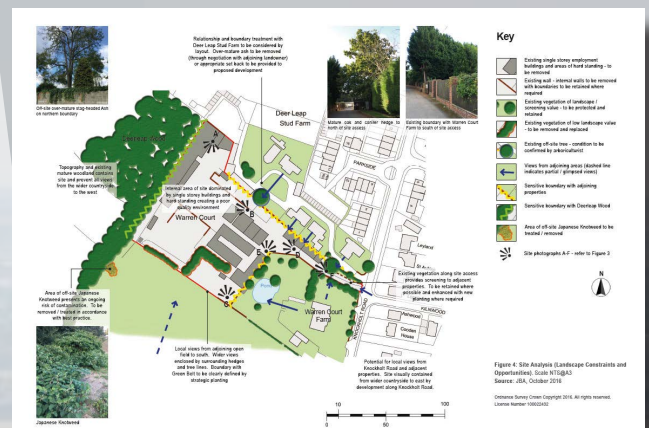 Relationship and boundary treatment with
Deer Leap Stud Farm to be considered by
layout. Over-mature ash to be removed
(through negotiation with adjoining landowner)
or appropriate set back to be provided to
proposed development
Off-site over-mature stag-headed Ash
on northern boundary
Mature oak and conifer hedge to
north of site access
Existing boundary with Warren Court
Farm to south of site access
Deer Leap
Stud Farm
PARKSIDE
Topography and existing
mature woodland contains
site and prevent all views
from the wider countryside
to the west
Internal area of site dominated
by single storey buildings and
hard standing creating a poor
quality environment
Warren Court
A
B
D
E
C
Leyland
Existing vegetation along site access
provides screening to adjacent
properties. To be retained where
possible and enhanced with new
planting where required
Area of off-site Japanese
Knotweed presents an ongoing
risk of contamination. To be
removed / treated in accordance
with best practice.
Pond
Warren Court
Farm
Ashwood
Cooden
House
Local views from adjoining open
field to south. Wider views
enclosed by surrounding hedges
and tree lines. Boundary with
Green Belt to be clearly defined by
strategic planting
Potential for local views from
Knockholt Road and adjacent
properties. Site visually contained
from wider countryside to east by
development along Knockholt Road.
Japanese Knotweed
10
100
Key
Existing single storey employment
buildings and areas of hard standing - to
be removed
Existing wall - internal walls to be removed
with boundaries to be retained where
required
Existing vegetation of landscape /
screening value - to be protected and
retained
Existing vegetation of low landscape value
- to be removed and replaced
Existing off-site tree - condition to be
confirmed by arboriculturist
Views from adjoining areas (dashed line
indicates partial / glimpsed views)
Sensitive boundary with adjoining
properties
Sensitive boundary with Deerleap Wood
Area of off-site Japanese Knotweed to be
treated / removed
Site photographs A-F - refer to Figure 3
N
Figure 4: Site Analysis (Landscape Constraints and
Opportunities). Scale NTS@A3
Source: JBA, October 2016
Ordnance Survey Crown Copyright 2016. All rights reserved.
License Number 100022432